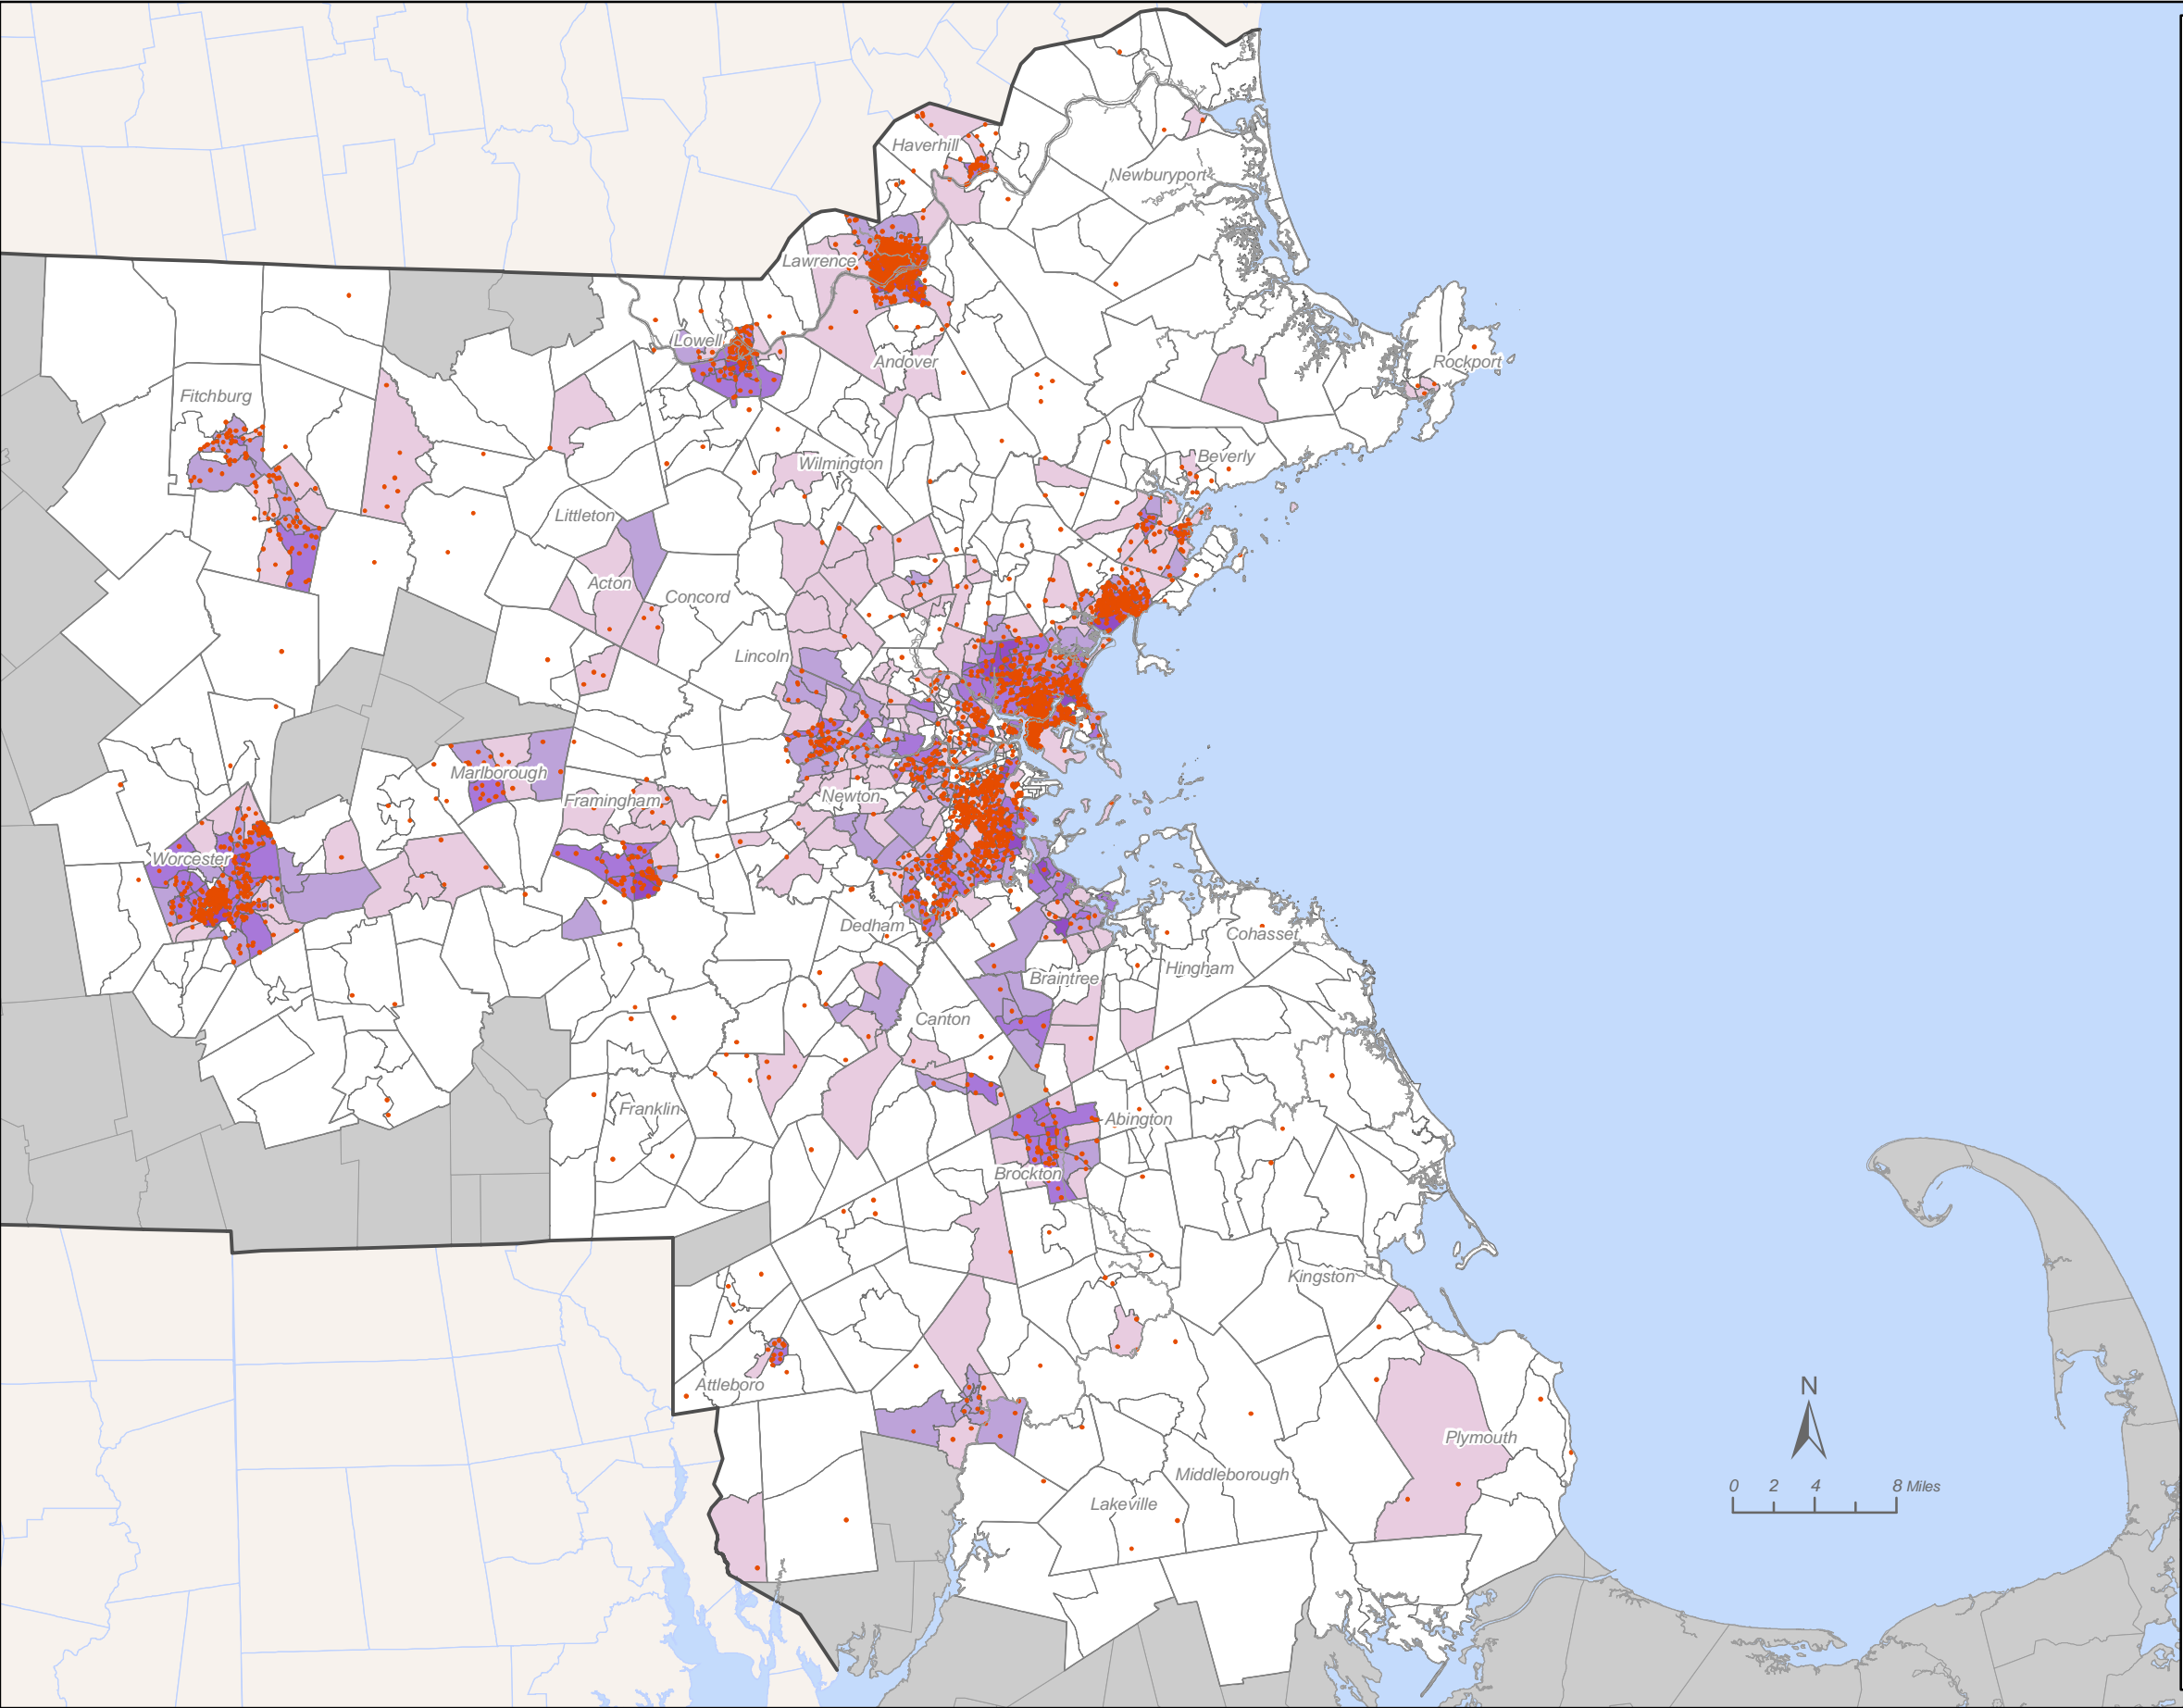 Haverhill
Newburyport
Lawrence
Lowell
Andover
Rockport
Fitchburg
Beverly
Wilmington
Littleton
Acton
Concord
Lincoln
Marlborough
Framingham
Newton
Worcester
Dedham
Cohasset
Hingham
Braintree
Canton
Franklin
Abington
Brockton
Kingston
Attleboro
N
Plymouth
Middleborough
Lakeville
0 2 4 8 Miles